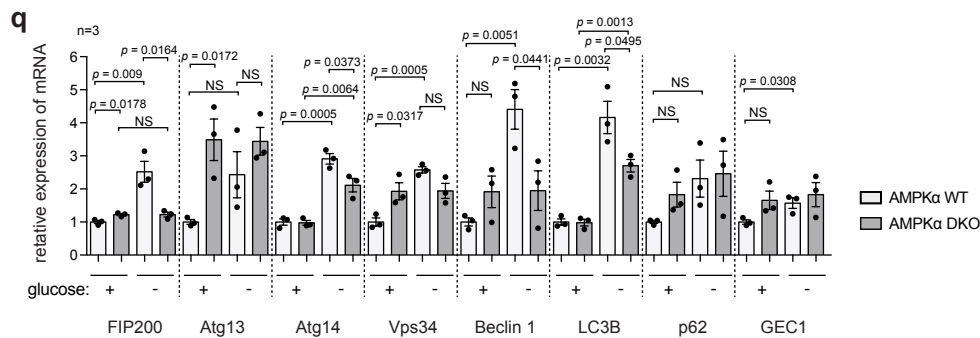 q
n=3
relative expression of mRNA
6
5
4
3
2
1
0
p = 0.0164
p = 0.009
p = 0.0178
NS
p = 0.0172
NS
NS
p = 0.0373
p = 0.0064
p = 0.0005
p = 0.0005
NS
p = 0.0317
p = 0.0051
p = 0.0441
NS
p = 0.0013
p = 0.0495
p = 0.0032
NS
NS
p = 0.0308
NS
AMPKα WT
AMPKα DKO
glucose: + - + - + - + - + - + - + - + -
FIP200 Atg13 Atg14 Vps34 Beclin 1 LC3B p62 GEC1